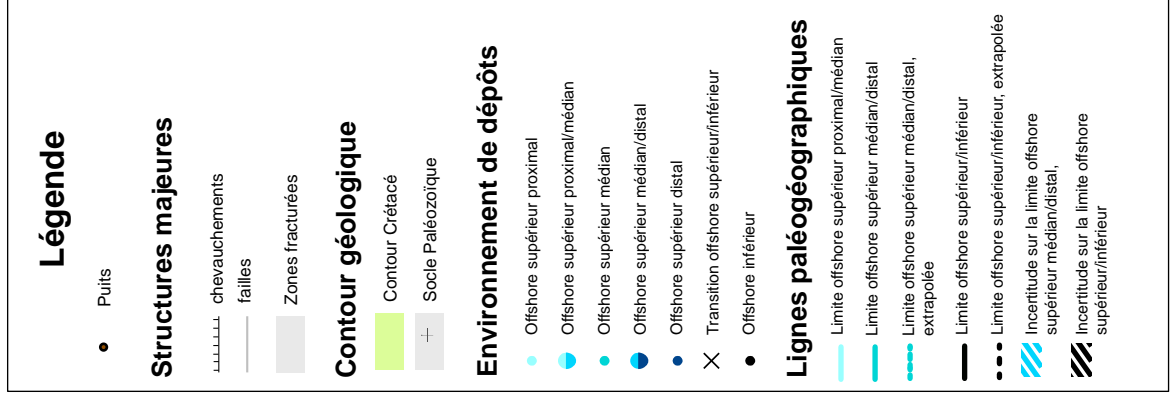 Légende
Puits
Structures majeures
chevauchements
failles
Zones fracturées
Contour géologique
Contour Crétacé
Socle Paléozoïque
Environnement de dépôts
Offshore supérieur proximal
Offshore supérieur proximal/médian
Offshore supérieur médian
Offshore supérieur médian/distal
Offshore supérieur distal
Transition offshore supérieur/inférieur
Offshore inférieur
Lignes paléogéographiques
Limite offshore supérieur proximal/médian
Limite offshore supérieur médian/distal
Limite offshore supérieur médian/distal,
extrapolée
Limite offshore supérieur/inférieur
Limite offshore supérieur/inférieur, extrapolée
Incertitude sur la limite offshore
supérieur médian/distal,
Incertitude sur la limite offshore
supérieur/inférieur